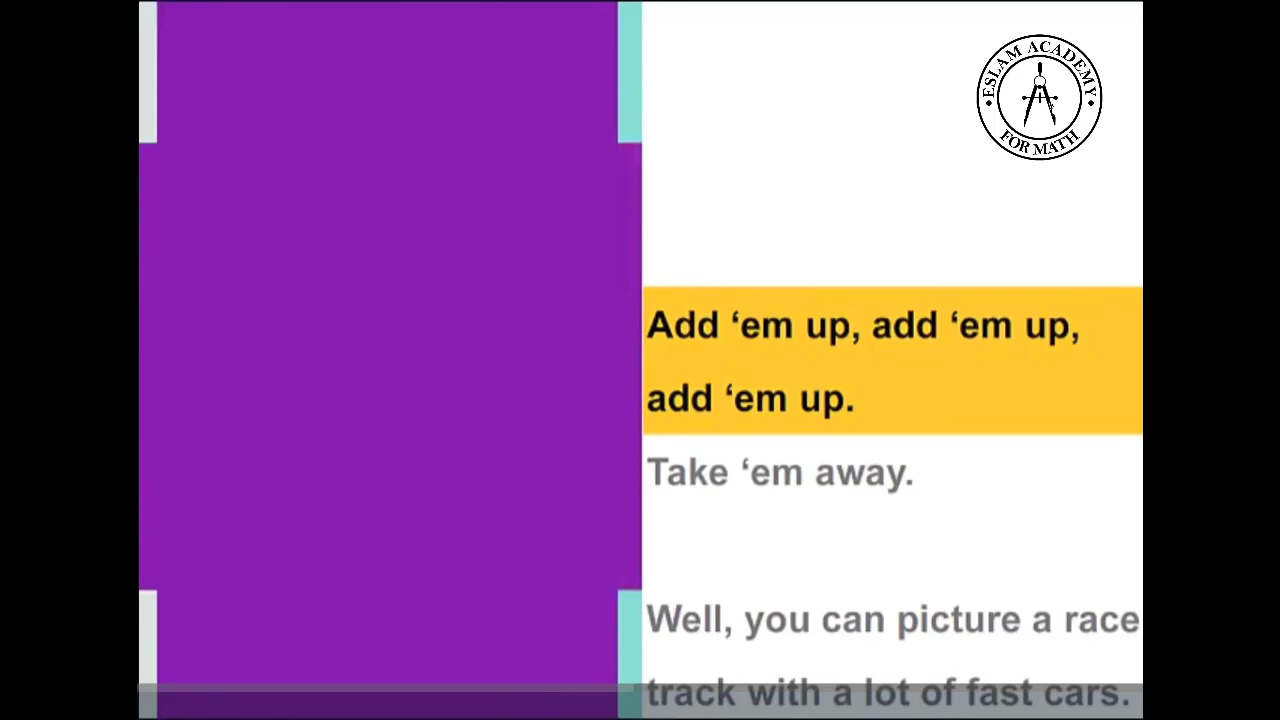 ESLAM ACADEMY
FOR MATH
Add ‘em up, add ‘em up,
add ‘em up.
Take ‘em away.
Well, you can picture a race
track with a lot of fast cars.